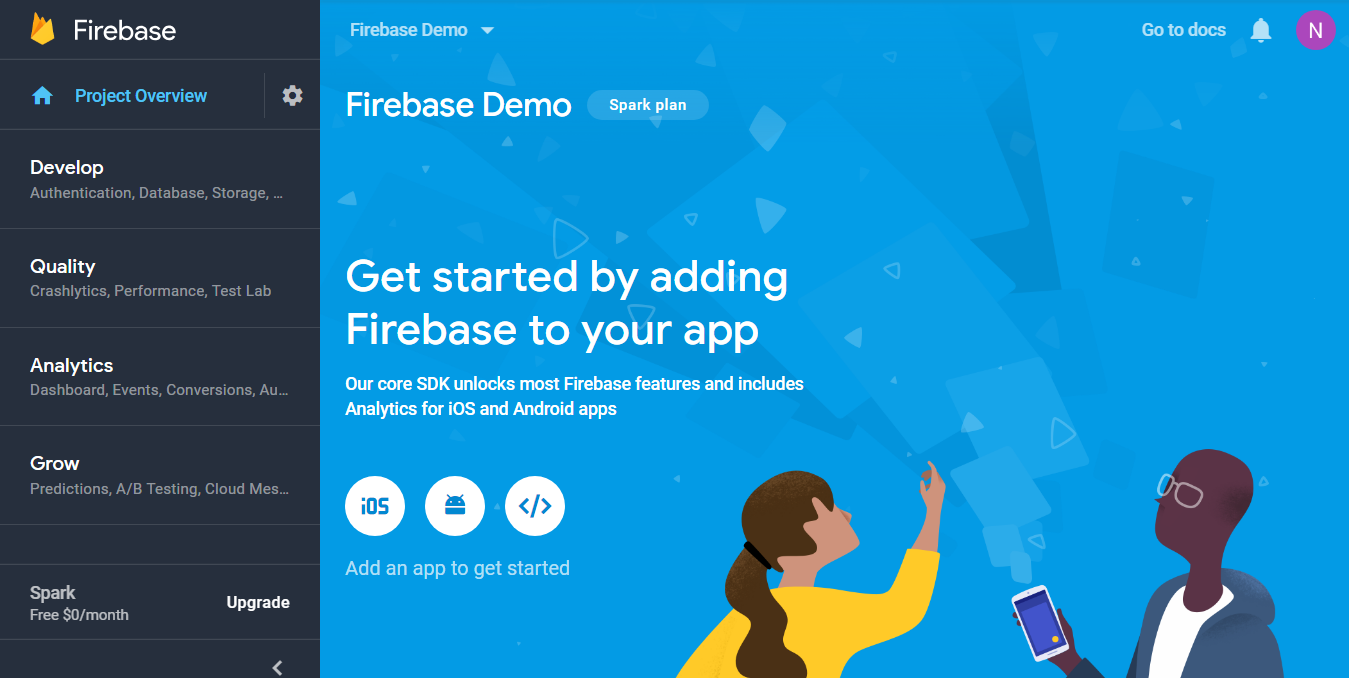 Firebase
Project Overview
Develop
Authentication, Database, Storage, ...
Quality
Crashlytics, Performance, Test Lab
Analytics
Dashboard, Events, Conversions, Au...
Grow
Predictions, A/B Testing, Cloud Mes...
Spark
Free $0/month
Upgrade
Firebase Demo
Go to docs
N
Firebase Demo
Spark plan
Get started by adding
Firebase to your app
Our core SDK unlocks most Firebase features and includes
Analytics for iOS and Android apps
iOS
</>
Add an app to get started